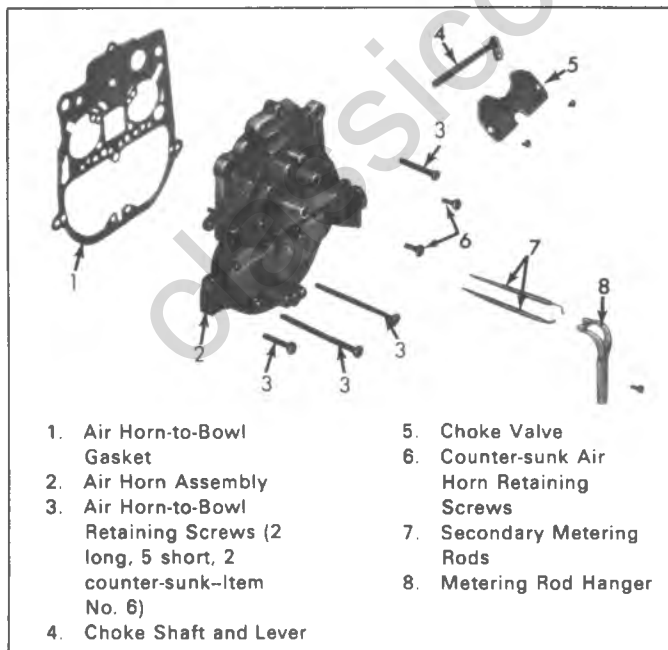 4
5
3
6
7
8
1
2
3
3
3
1. Air Horn-to-Bowl
Gasket
2. Air Horn Assembly
3. Air Horn-to-Bowl
Retaining Screws (2
long, 5 short, 2
counter-sunk--Item
No. 6)
4. Choke Shaft and Lever
5. Choke Valve
6. Counter-sunk Air
Horn Retaining
Screws
7. Secondary Metering
Rods
8. Metering Rod Hanger